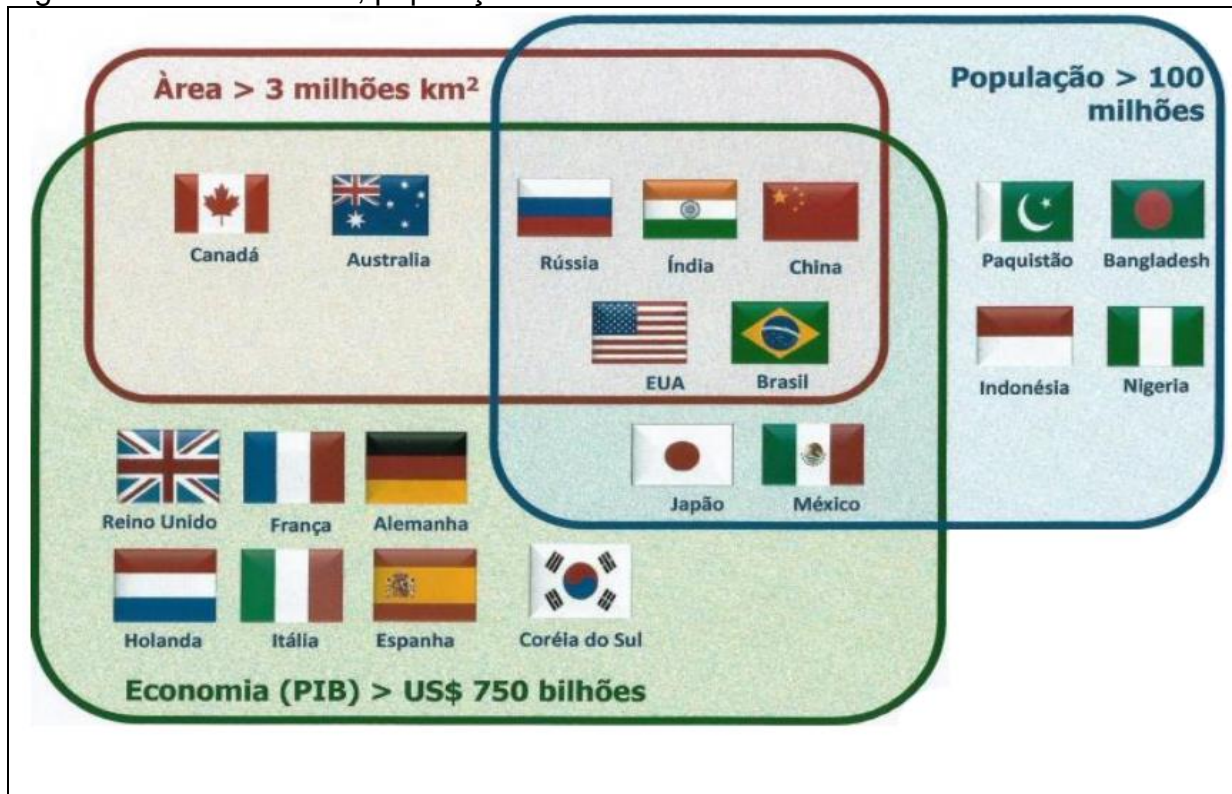 Àrea > 3 milhões km²
População > 100
milhões
Canadá Australia Rússia Índia China Paquistão Bangladesh
EUA Brasil Indonésia Nigeria
Reino Unido França Alemanha Japão México
Holanda Itália Espanha Coréia do Sul
Economia (PIB) > US$ 750 bilhões